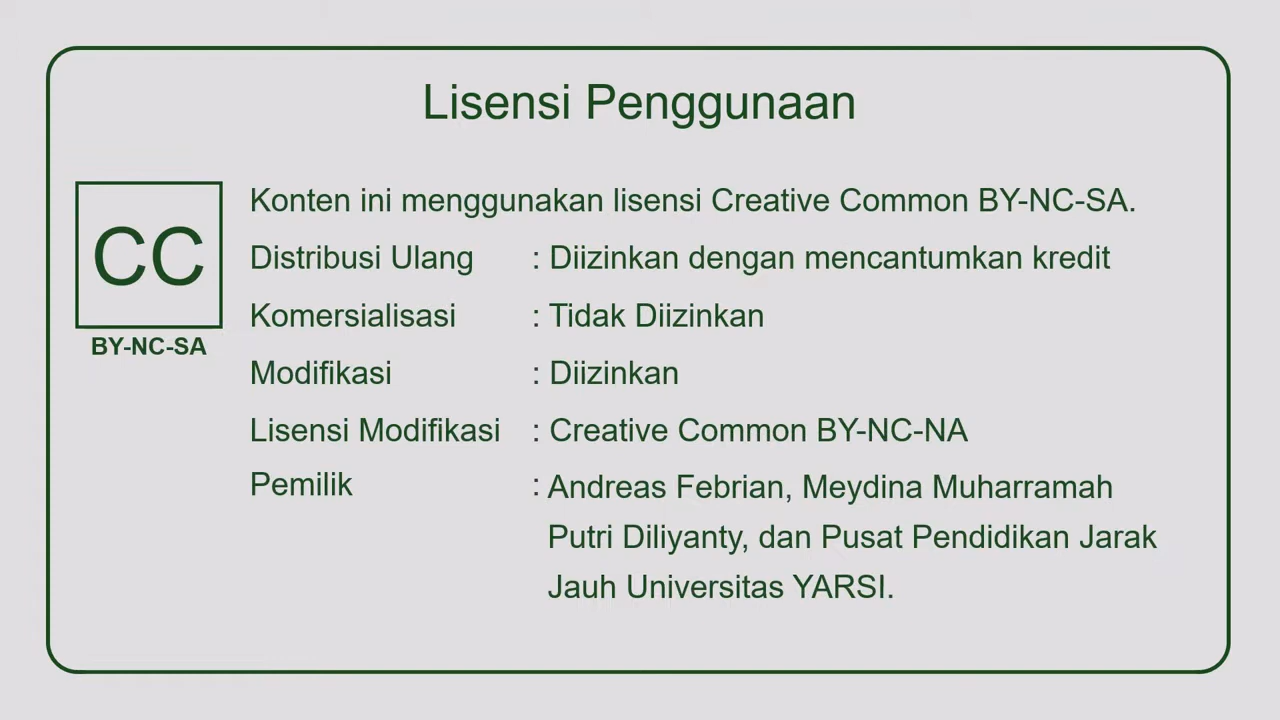 Lisensi Penggunaan
CC
BY-NC-SA
Konten ini menggunakan lisensi Creative Common BY-NC-SA.
Distribusi Ulang : Diizinkan dengan mencantumkan kredit
Komersialisasi : Tidak Diizinkan
Modifikasi : Diizinkan
Lisensi Modifikasi : Creative Common BY-NC-NA
Pemilik : Andreas Febrian, Meydina Muharramah
Putri Diliyanty, dan Pusat Pendidikan Jarak
Jauh Universitas YARSI.